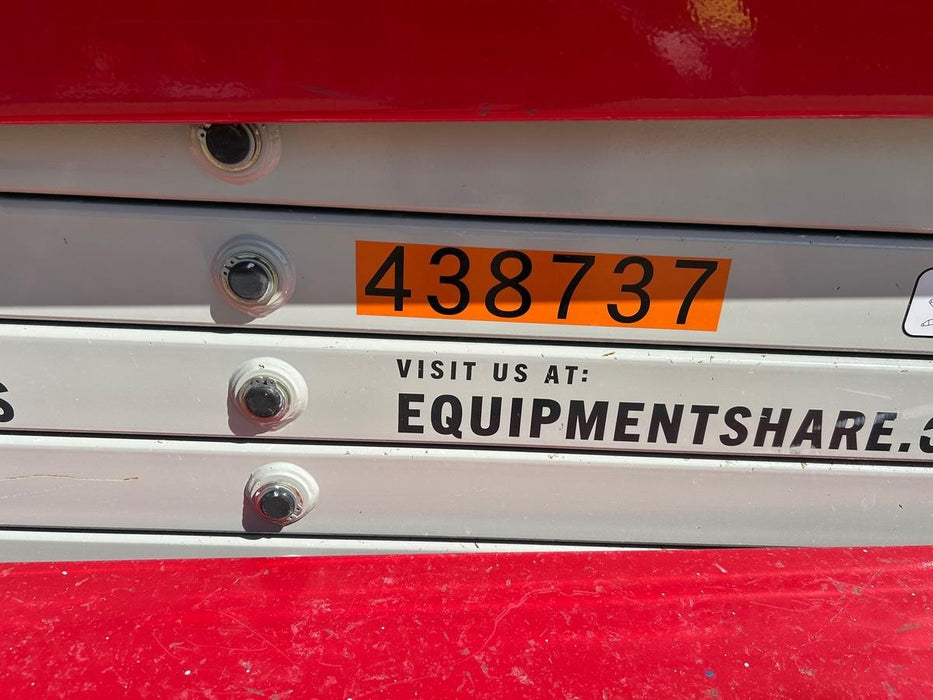 438737
VISIT US AT:
S
EQUIPMENTSHARE.